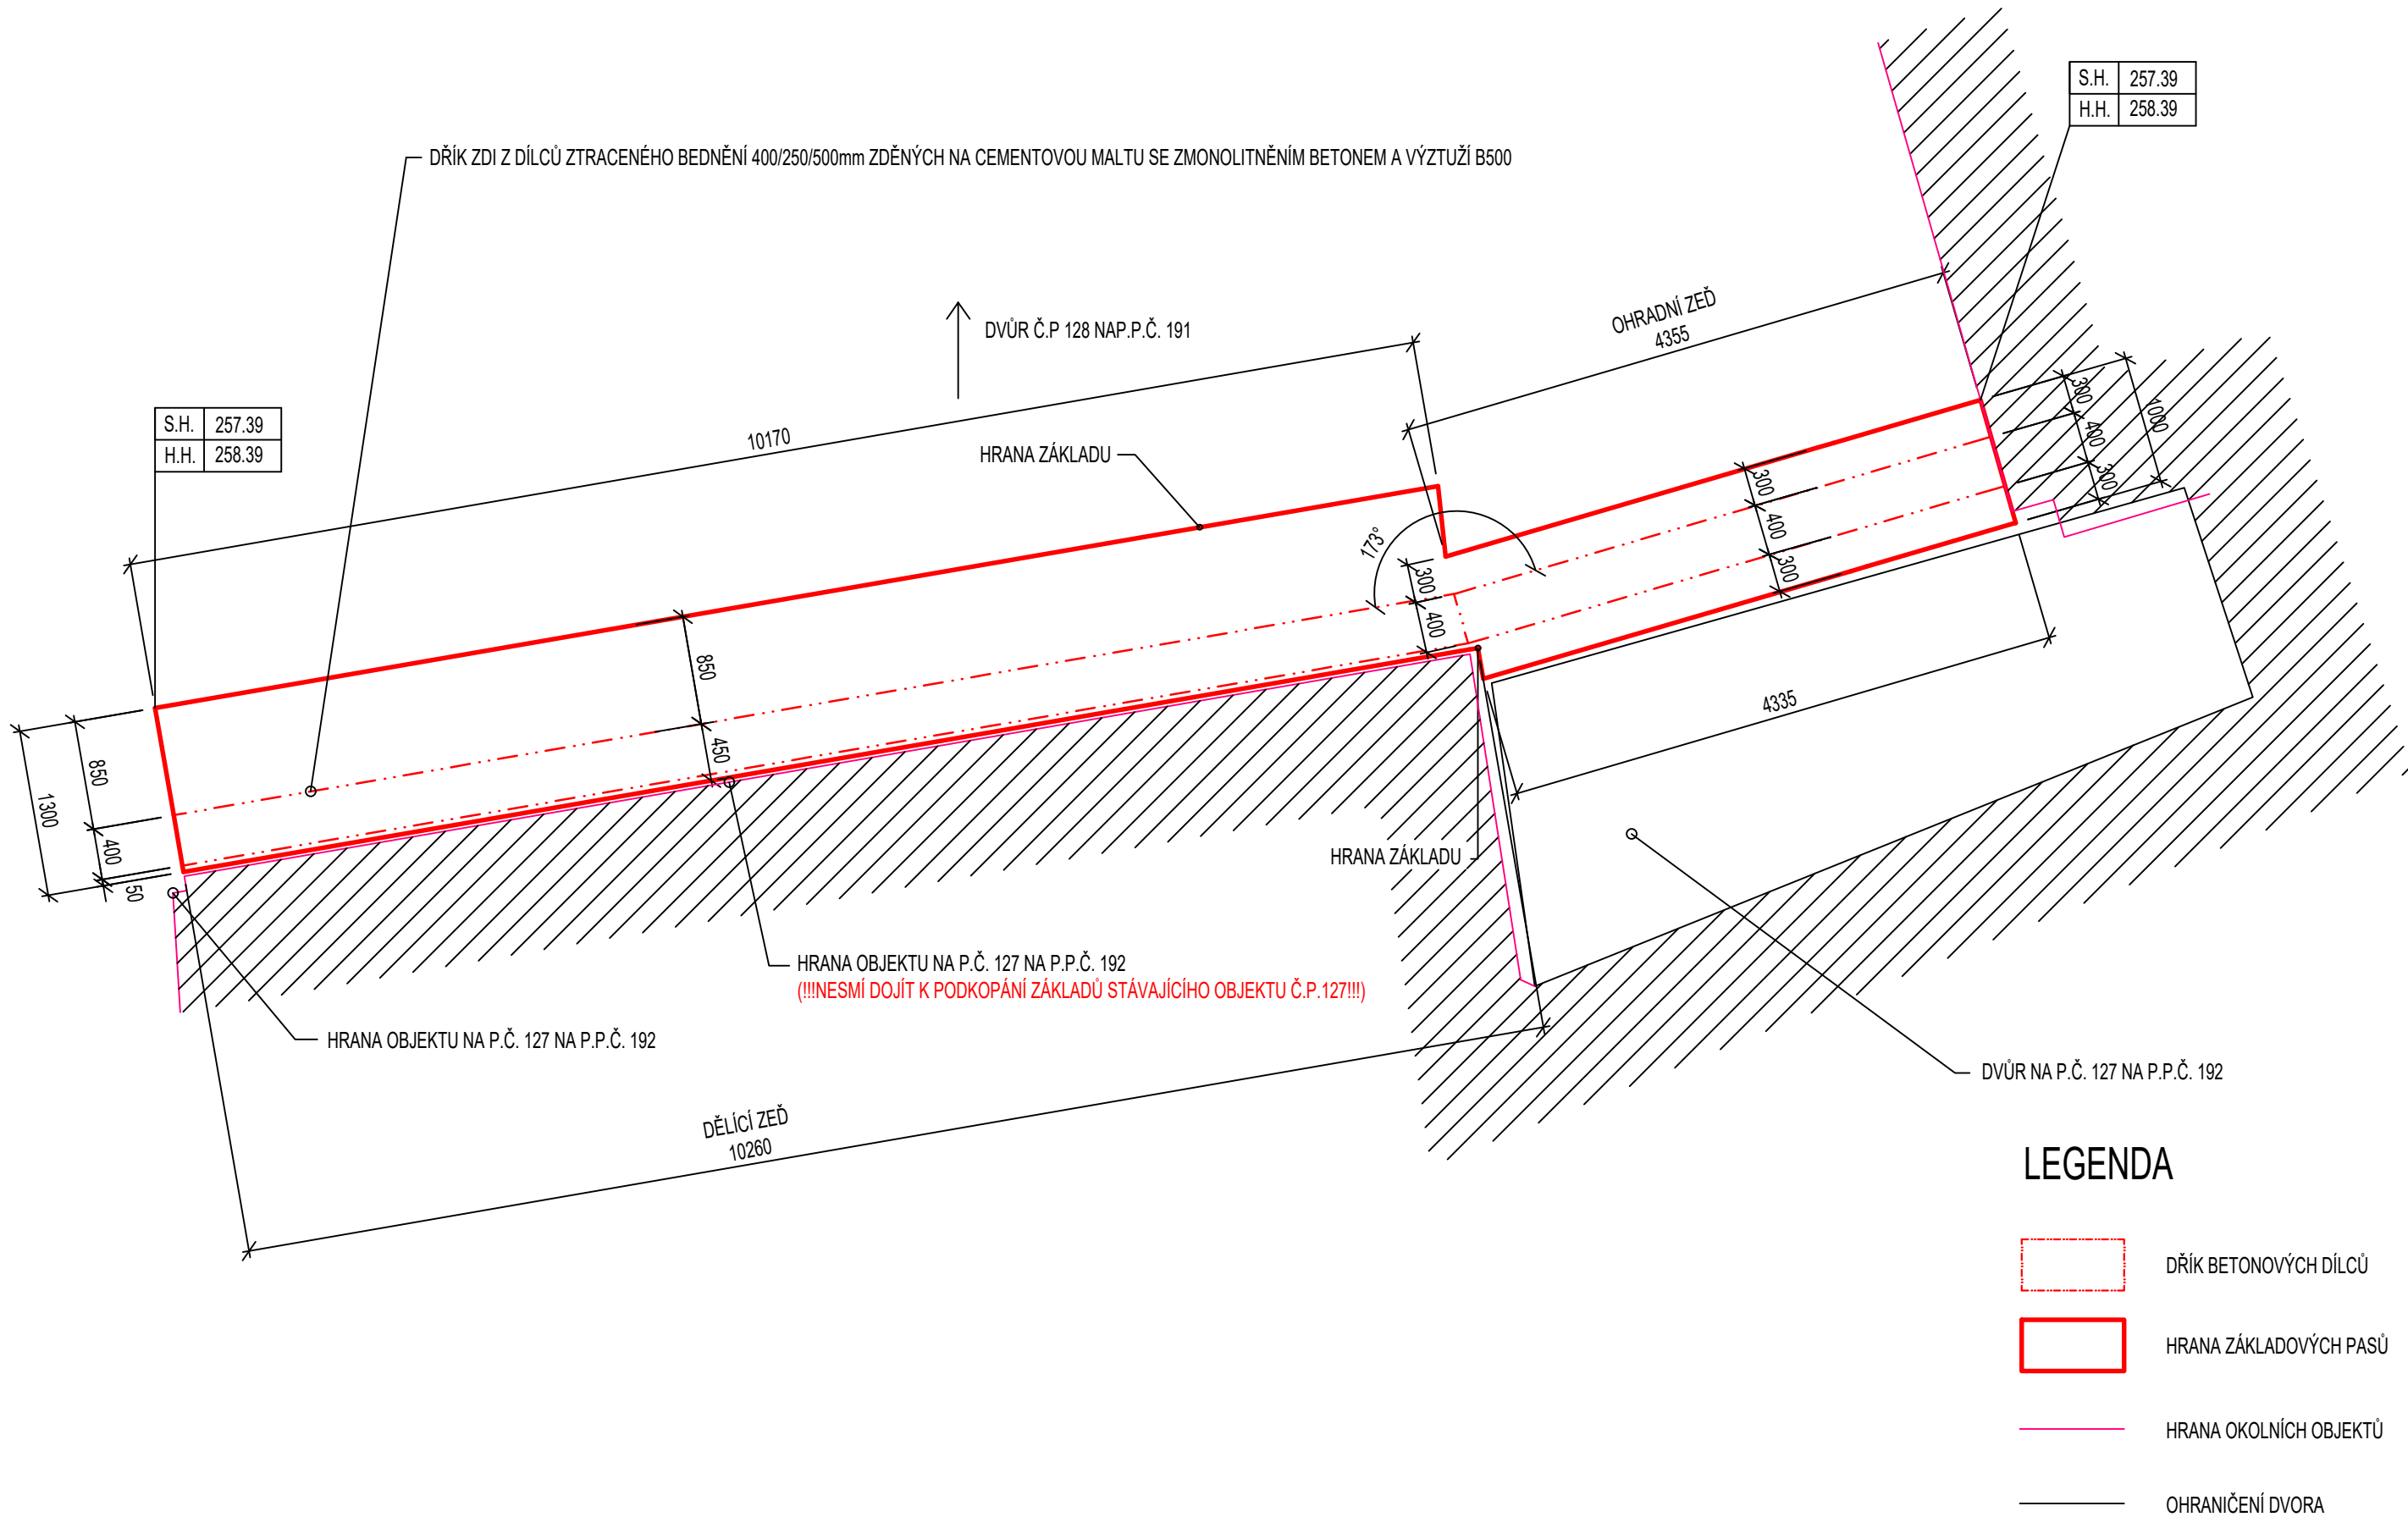 S.H. 257.39
H.H. 258.39
DŘÍK ZDI Z DÍLCŮ ZTRACENÉHO BEDNĚNÍ 400/250/500mm ZDĚNÝCH NA CEMENTOVOU MALTU SE ZMONOLITNĚNÍM BETONEM A VÝZTUŽÍ B500
OHRADNÍ ZEĎ
4355
DVŮR Č.P 128 NAP.P.Č. 191
S.H. 257.39
H.H. 258.39
10170
HRANA ZÁKLADU
300
400
300
1000
300
400
300
173°
300
400
850
450
850
400
50
1300
4335
HRANA ZÁKLADU
HRANA OBJEKTU NA P.Č. 127 NA P.P.Č. 192
(!!!NESMÍ DOJÍT K PODKOPÁNÍ ZÁKLADŮ STÁVAJÍCÍHO OBJEKTU Č.P.127!!!)
HRANA OBJEKTU NA P.Č. 127 NA P.P.Č. 192
DVŮR NA P.Č. 127 NA P.P.Č. 192
DĚLÍCÍ ZEĎ
10260
LEGENDA
DŘÍK BETONOVÝCH DÍLCŮ
HRANA ZÁKLADOVÝCH PASŮ
HRANA OKOLNÍCH OBJEKTŮ
OHRANIČENÍ DVORA